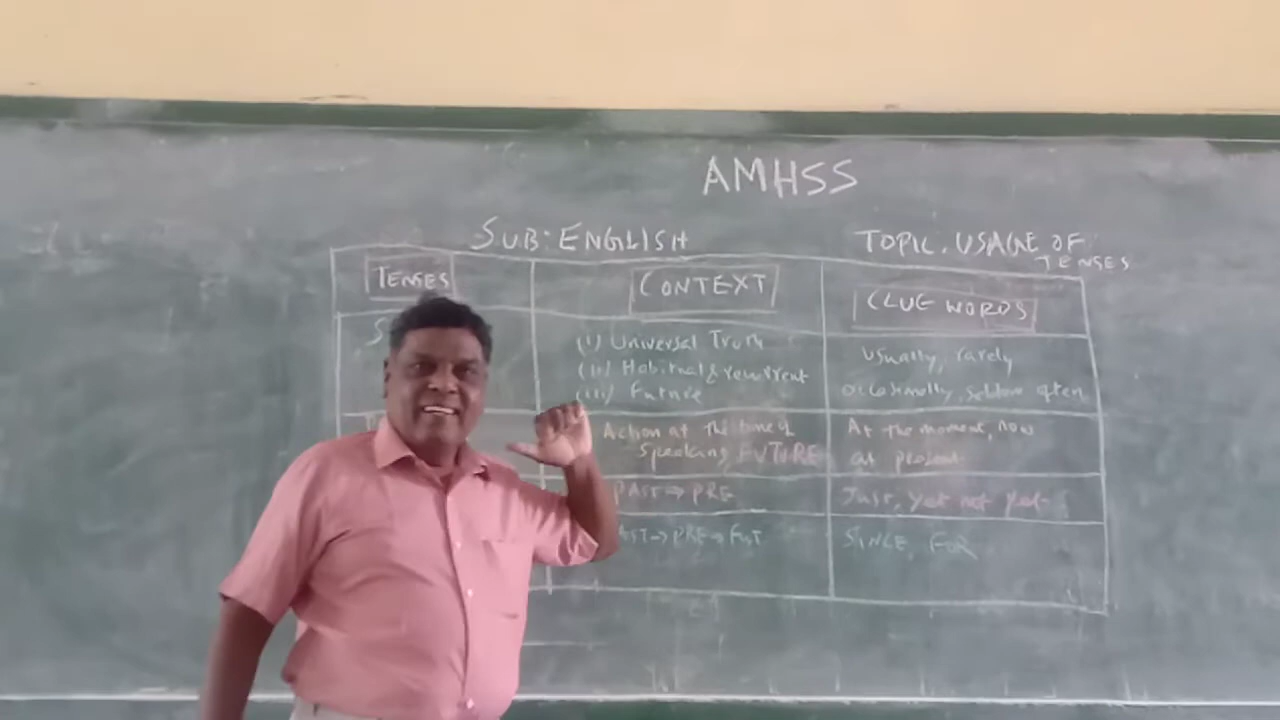 AMHSS
SUB: ENGLISH
TOPIC. USAGE OF
TENSES
TENSES
CONTEXT
CLUE WORDS
S
(i) Universal Truth
(ii) Habitual & recurrent
(iii) Future
usually, rarely
occasionally, seldom often
Action at the time of
speaking FUTURE
At the moment, now
at present
PAST → PRE
Just, yet not yet
AST → PRE → FUT
SINCE, FOR